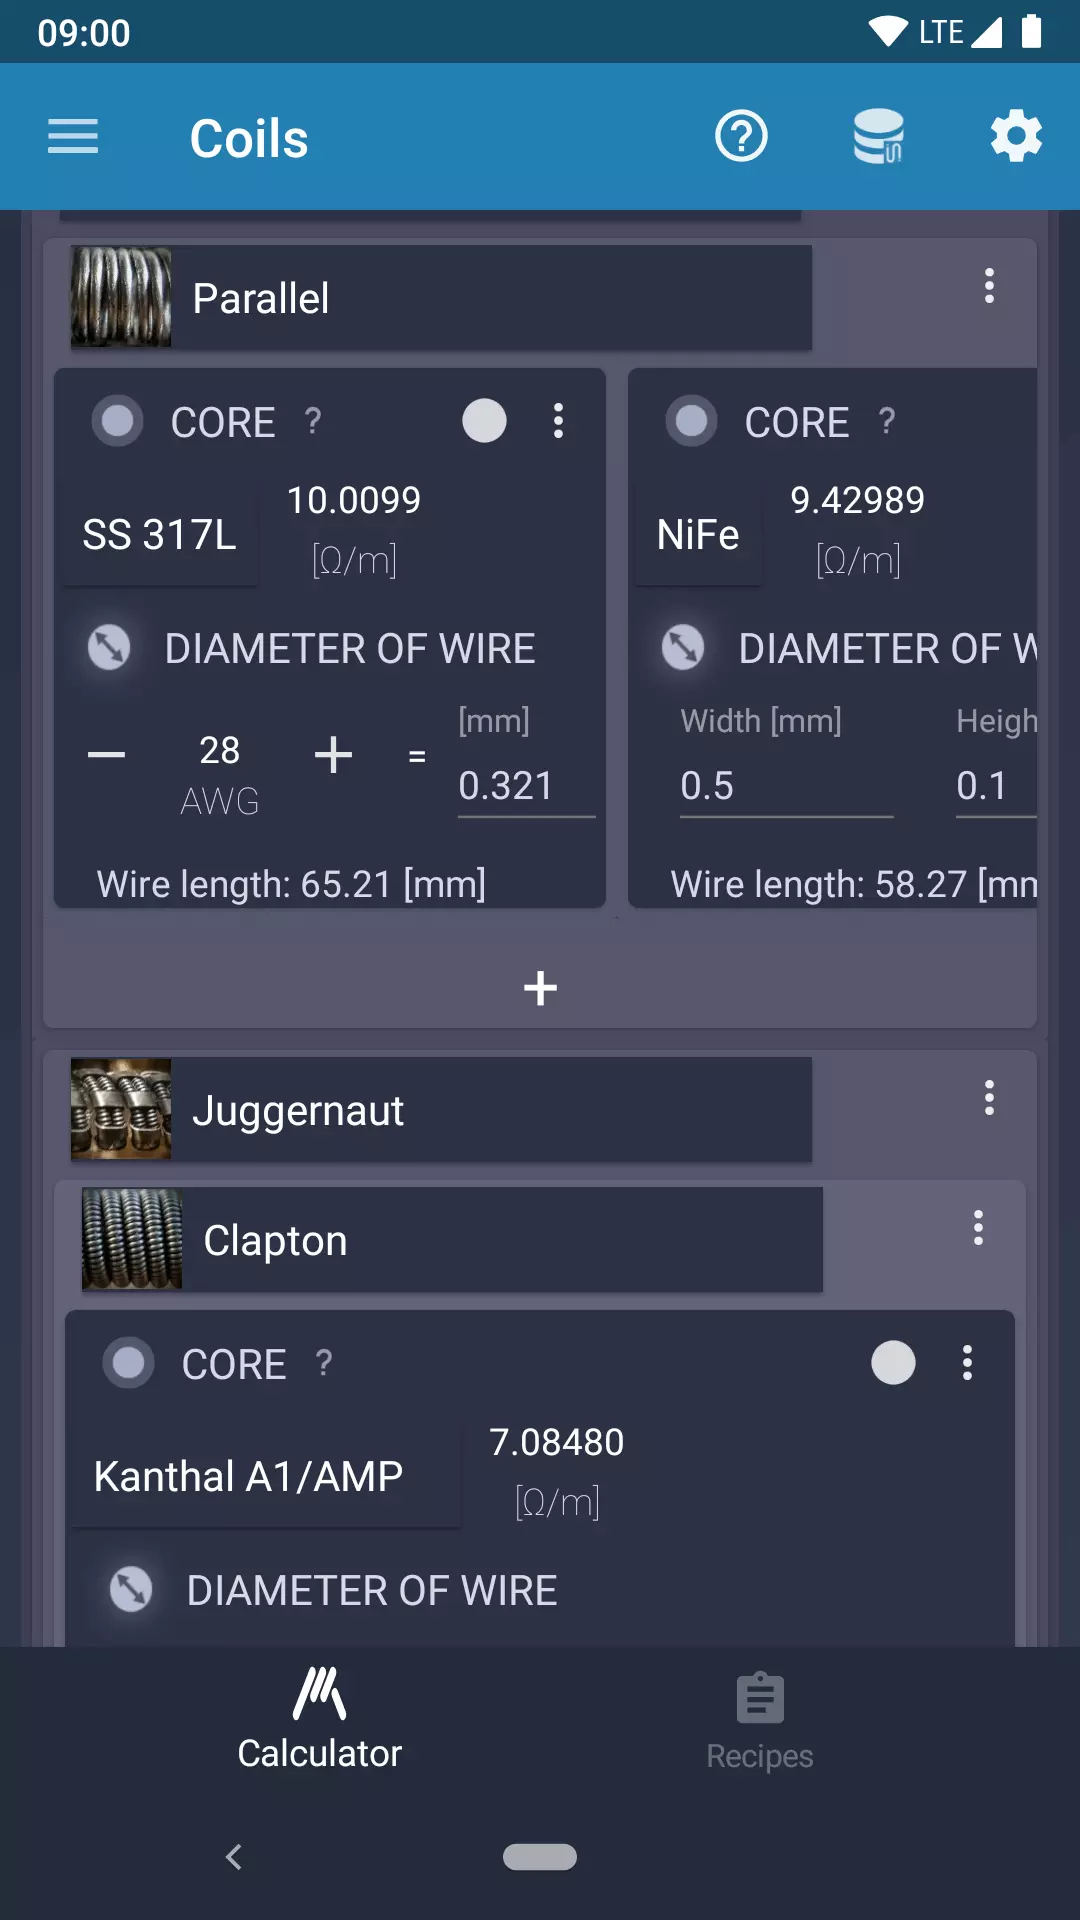 09:00
LTE
Coils
Parallel
CORE ?
CORE ?
SS 317L
10.0099
[Ω/m]
NiFe
9.42989
[Ω/m]
DIAMETER OF WIRE
DIAMETER OF W
[mm]
Width [mm]
Heigh
− 28 + = 0.321
AWG
0.5
0.1
Wire length: 65.21 [mm]
Wire length: 58.27 [mm
+
Juggernaut
Clapton
CORE ?
Kanthal A1/AMP
7.08480
[Ω/m]
DIAMETER OF WIRE
Calculator
Recipes